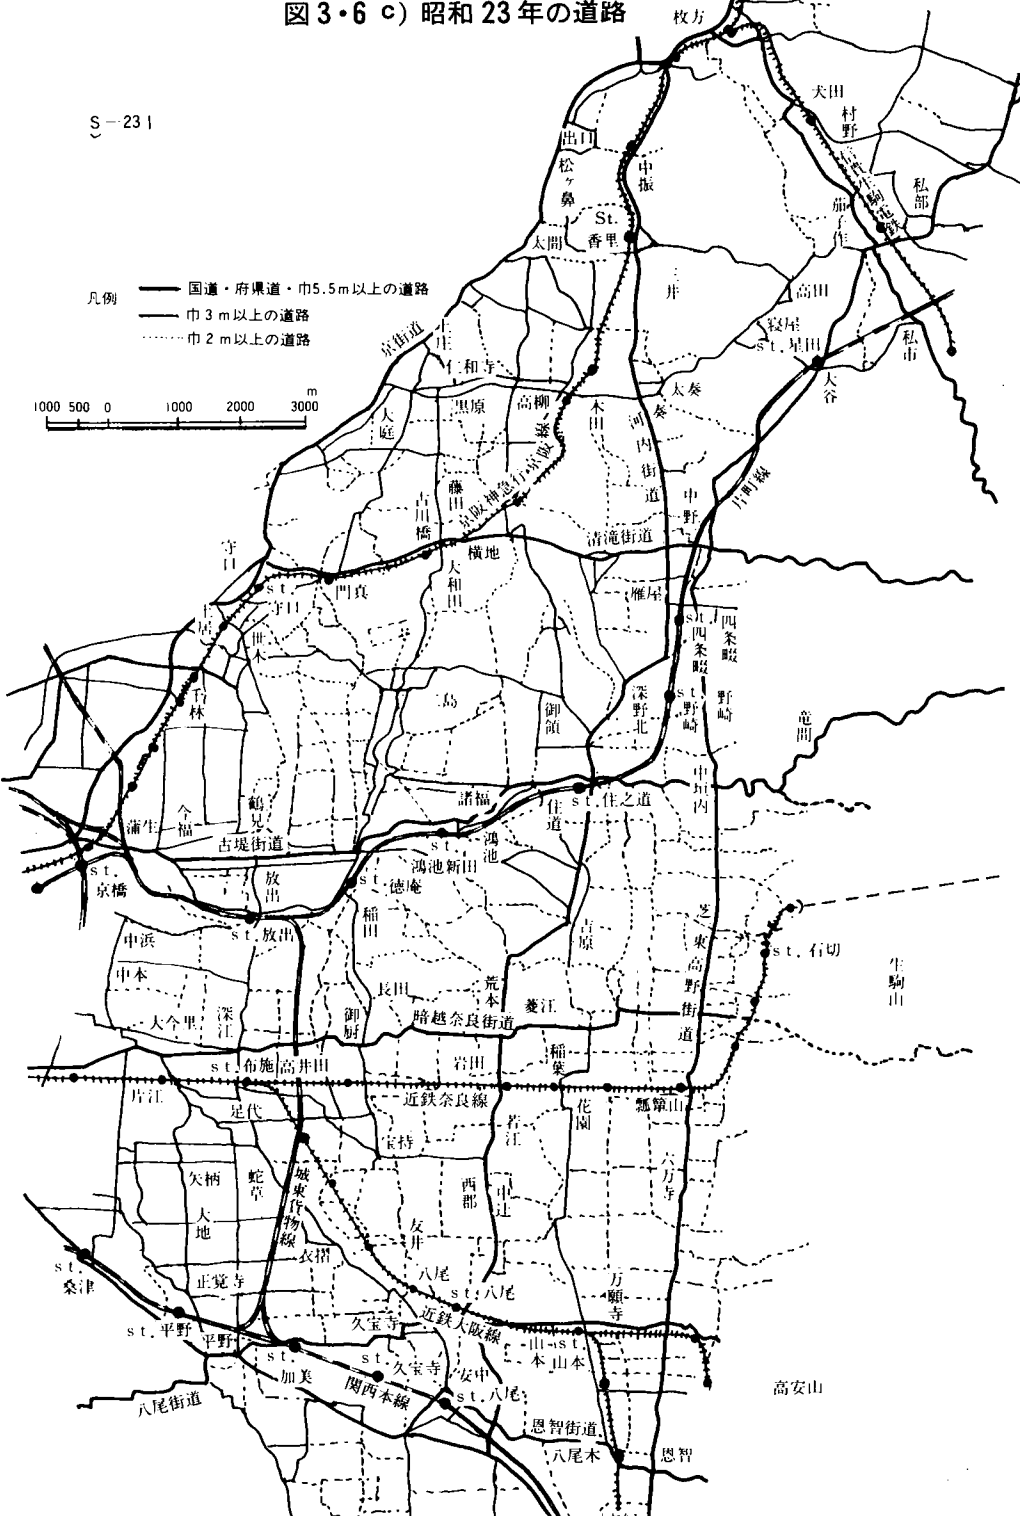 図3・6 c) 昭和23年の道路
S-23 1
凡例
国道・府県道・巾5.5m以上の道路
巾3m以上の道路
巾2m以上の道路
1000 500 0 1000 2000 3000 m
枚方
犬田
村野
出口
松ヶ鼻
中振
信貴生駒電鉄
私部
茄子作
St.
香里
太間
三井
高田
寝屋
st.星田
私市
京街道
仁和寺
大谷
太秦
秦
黒原
高柳
木田
大庭
河内街道
京阪神急行京阪線
片町線
藤田
古川橋
中野
清滝街道
横地
守口
st.
守口
門真
大和田
雁屋
土居
世木
st.
四条畷
四条畷
千林
島
御領
深野北
st.
野崎
野崎
竜間
中垣内
諸福
st.住之道
住道
鶴見
今福
蒲生
古堤街道
st.
鴻池新田
鴻池
st.
京橋
放出
st.徳庵
稲田
st.放出
吉原
芝
東高野街道
st.石切
生駒山
中浜
中本
長田
荒本
菱江
大今里
深江
御厨
暗越奈良街道
st布施
高井田
岩田
稲葉
片江
近鉄奈良線
瓢箪山
足代
花園
若江
宝持
六万寺
矢柄
蛇草
城東貨物線
西郡
中辻
大地
友井
衣摺
st.
桑津
正覚寺
八尾
st.八尾
万願寺
久宝寺
近鉄大阪線
st.平野
平野
山本
st.
山本
st.
加美
st.
久宝寺
安中
関西本線
st.八尾
高安山
八尾街道
恩智街道
八尾木
恩智